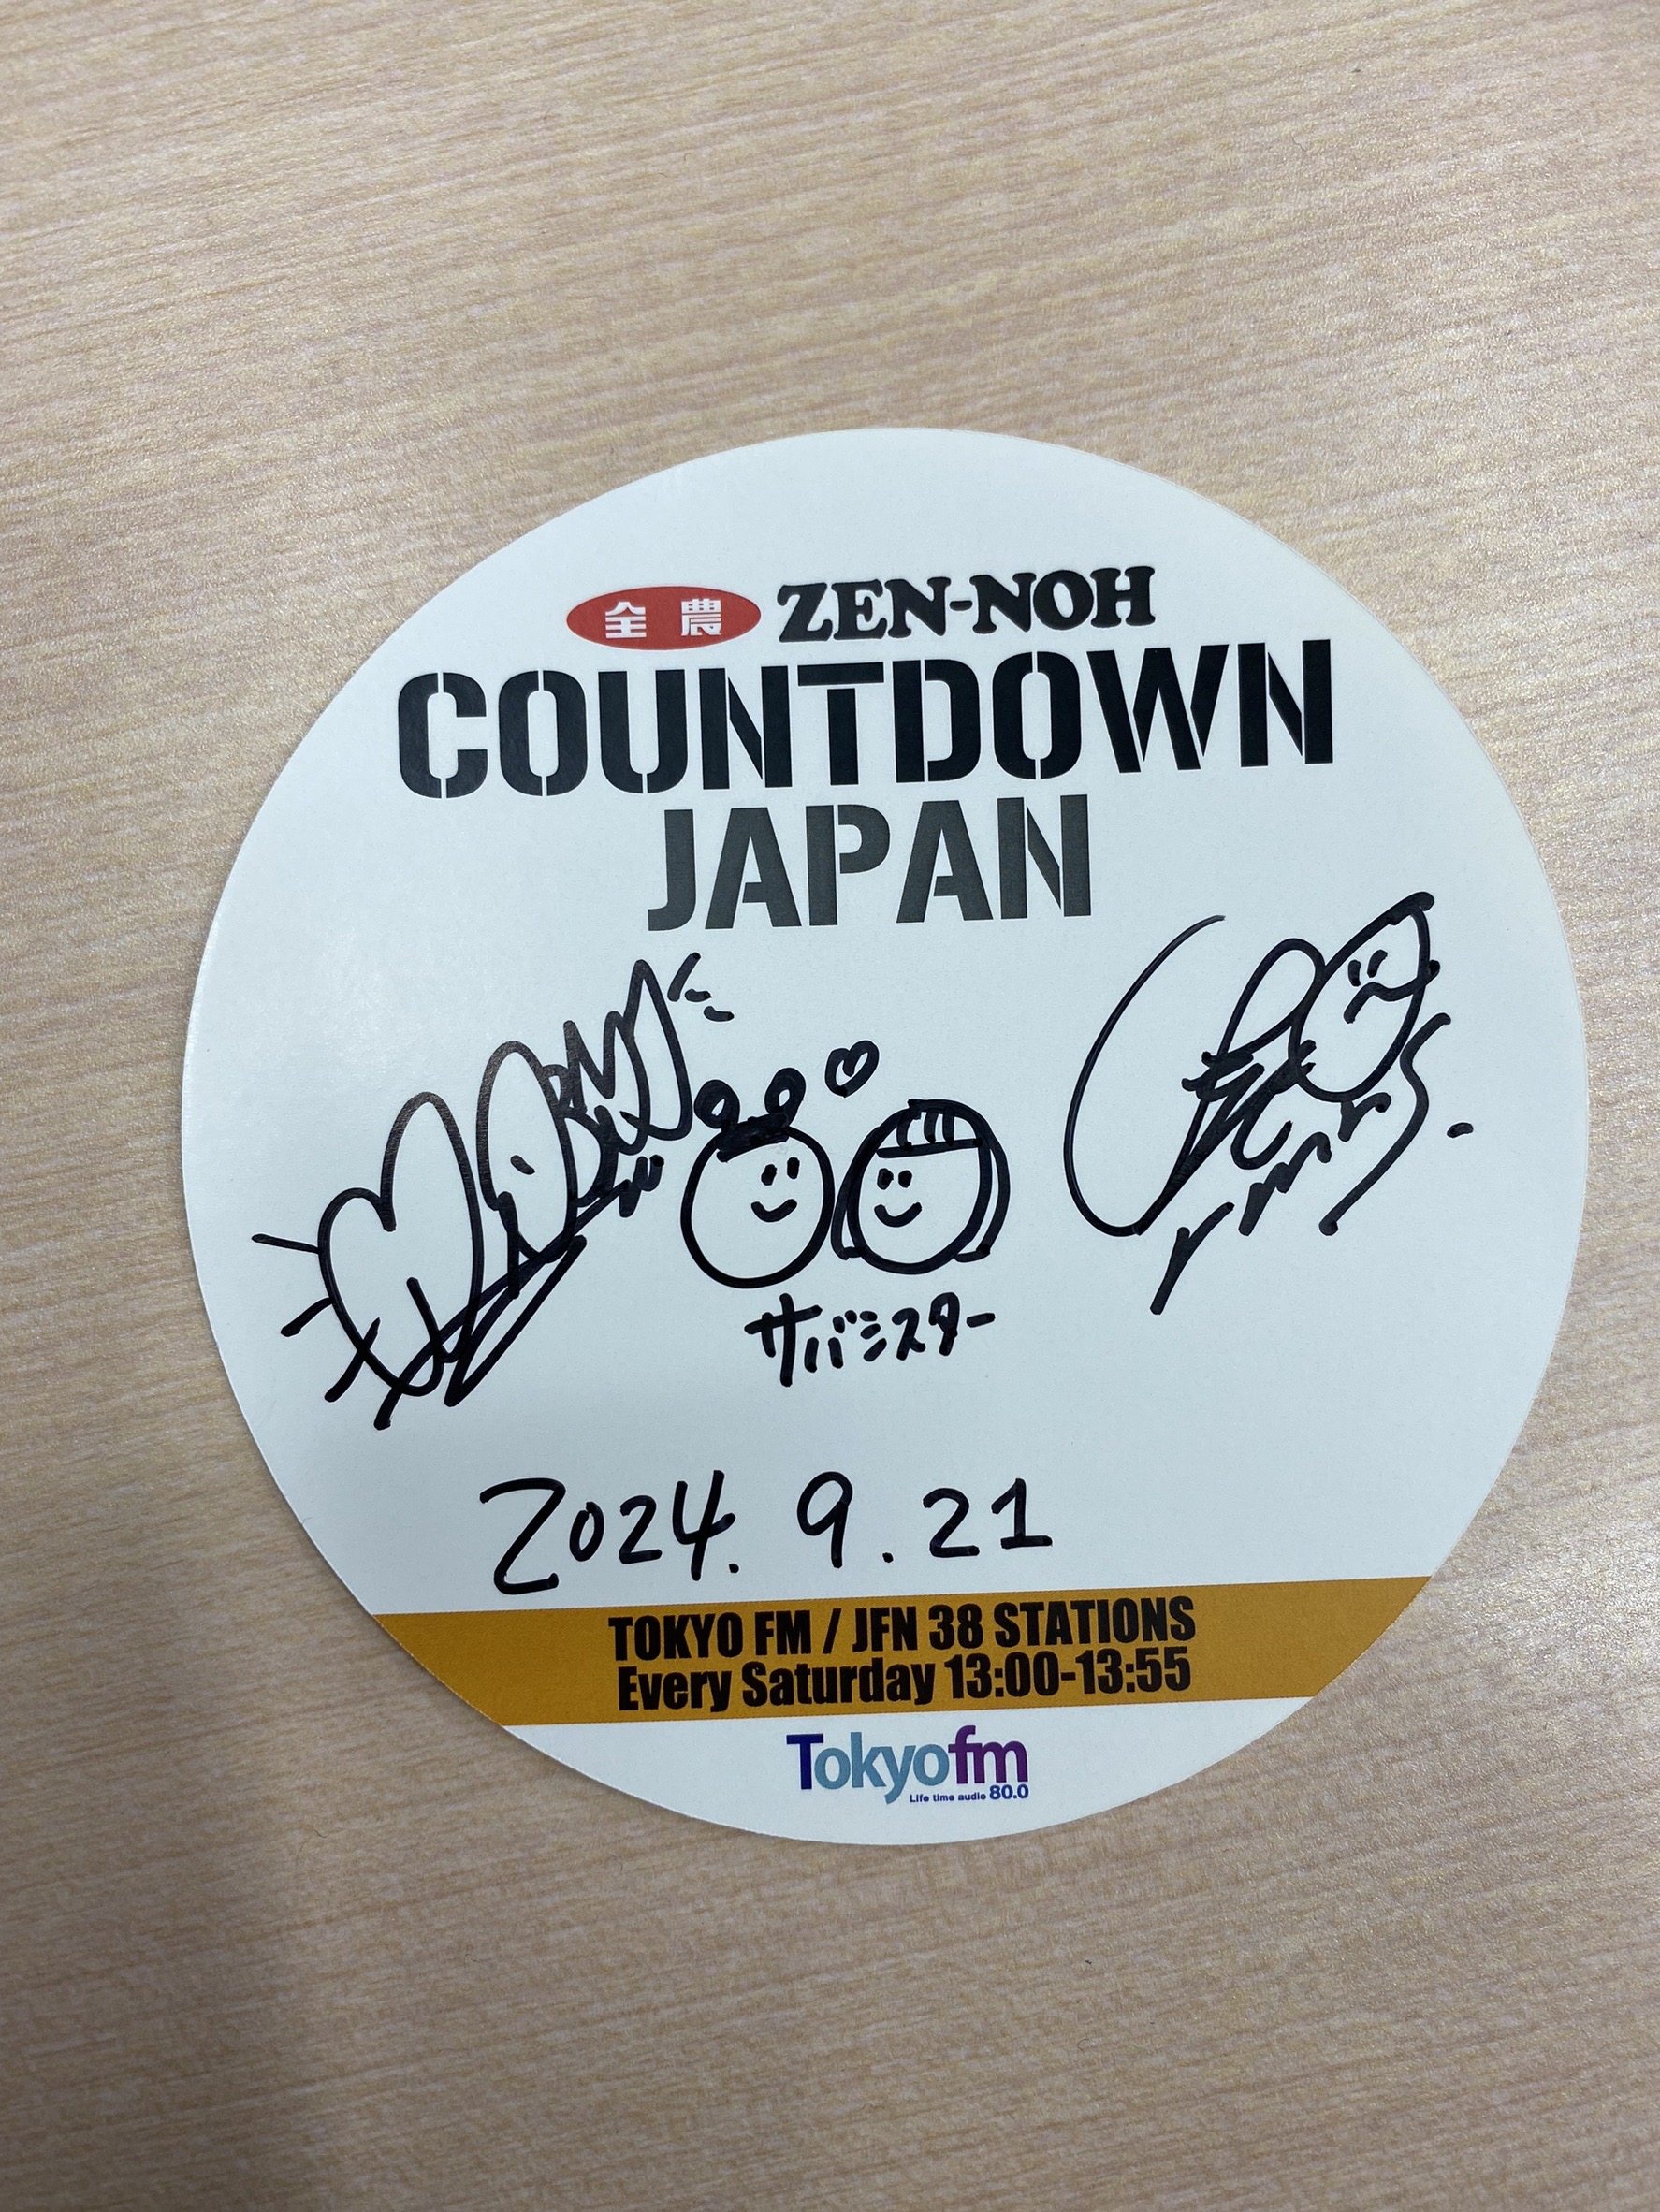 全農 ZEN-NOH
COUNTDOWN
JAPAN
サバシスター
2024. 9. 21
TOKYO FM / JFN 38 STATIONS
Every Saturday 13:00-13:55
Tokyofm
Life time audio 80.0